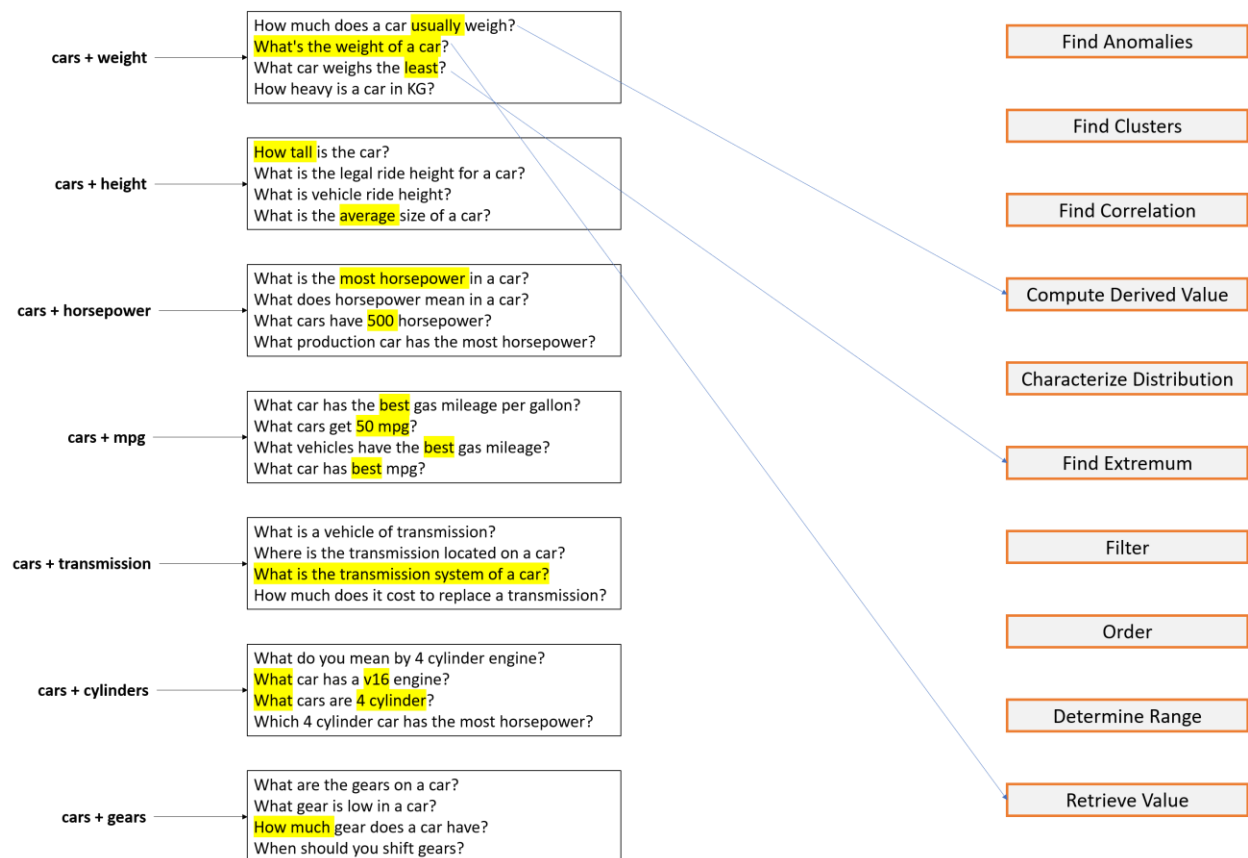 cars + weight
How much does a car usually weigh?
What's the weight of a car?
What car weighs the least?
How heavy is a car in KG?
cars + height
How tall is the car?
What is the legal ride height for a car?
What is vehicle ride height?
What is the average size of a car?
cars + horsepower
What is the most horsepower in a car?
What does horsepower mean in a car?
What cars have 500 horsepower?
What production car has the most horsepower?
cars + mpg
What car has the best gas mileage per gallon?
What cars get 50 mpg?
What vehicles have the best gas mileage?
What car has best mpg?
cars + transmission
What is a vehicle of transmission?
Where is the transmission located on a car?
What is the transmission system of a car?
How much does it cost to replace a transmission?
cars + cylinders
What do you mean by 4 cylinder engine?
What car has a v16 engine?
What cars are 4 cylinder?
Which 4 cylinder car has the most horsepower?
cars + gears
What are the gears on a car?
What gear is low in a car?
How much gear does a car have?
When should you shift gears?
Find Anomalies
Find Clusters
Find Correlation
Compute Derived Value
Characterize Distribution
Find Extremum
Filter
Order
Determine Range
Retrieve Value